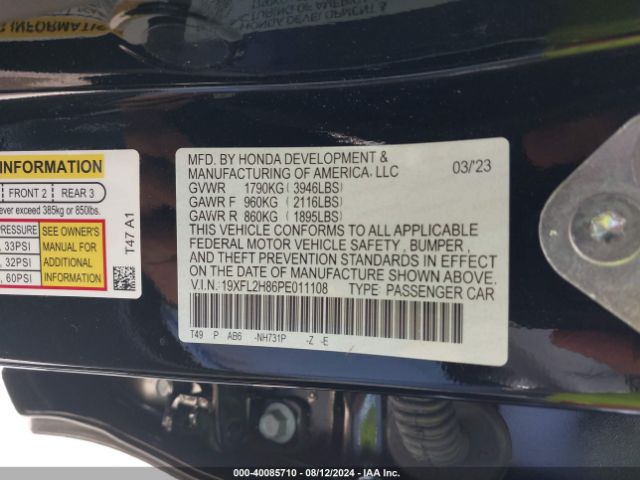 INFORMATION
FRONT 2 REAR 3
ever exceed 385kg or 850lbs.
PRESSURE
33PSI
32PSI
60PSI
SEE OWNER'S
MANUAL FOR
ADDITIONAL
INFORMATION
T47 A1
MFD. BY HONDA DEVELOPMENT &
MANUFACTURING OF AMERICA, LLC 03/'23
GVWR 1790KG ( 3946LBS)
GAWR F 960KG ( 2116LBS)
GAWR R 860KG ( 1895LBS)
THIS VEHICLE CONFORMS TO ALL APPLICABLE
FEDERAL MOTOR VEHICLE SAFETY , BUMPER ,
AND THEFT PREVENTION STANDARDS IN EFFECT
ON THE DATE OF MANUFACTURE SHOWN ABOVE.
V.I.N.: 19XFL2H86PE011108 TYPE: PASSENGER CAR
T49 P AB6 -NH731P -Z -E
000-40085710 - 08/12/2024 - IAA Inc.